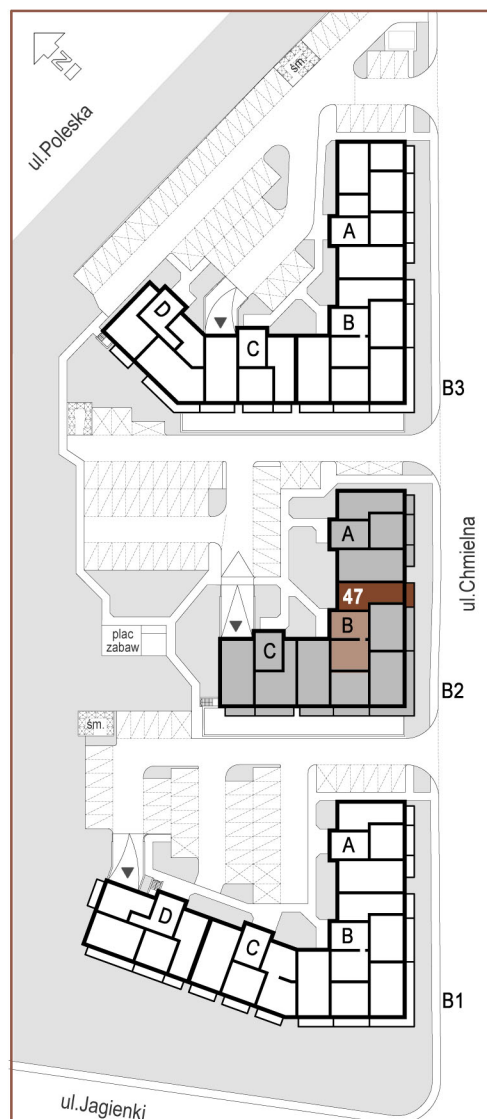 N
ul.Poleska
śm.
A
D
B
C
B3
A
47
ul.Chmielna
B
C
plac
zabaw
B2
śm.
A
D
C
B
B1
ul.Jagienki